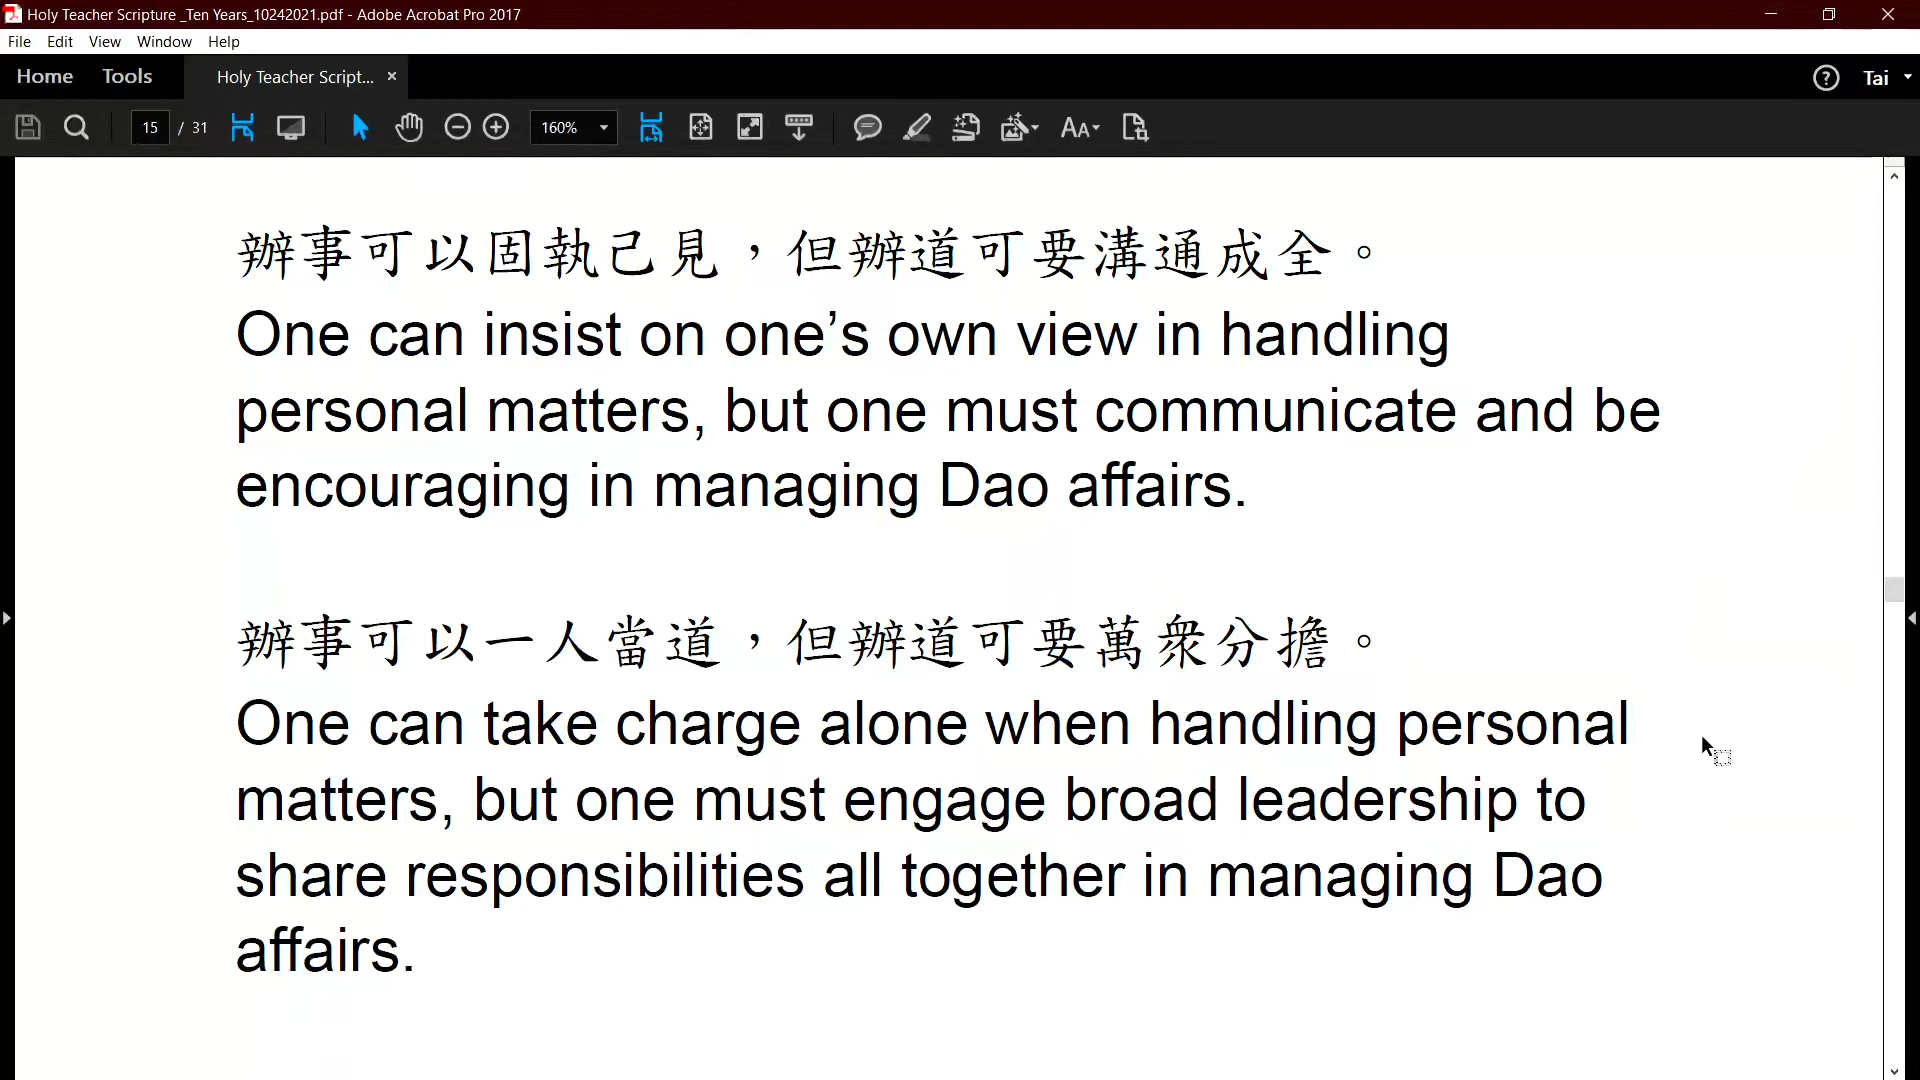 Holy Teacher Scripture _Ten Years_10242021.pdf - Adobe Acrobat Pro 2017
File Edit View Window Help
Home Tools Holy Teacher Script... × Tai
15 / 31 160%
辦事可以固執己見，但辦道可要溝通成全。
One can insist on one’s own view in handling
personal matters, but one must communicate and be
encouraging in managing Dao affairs.
辦事可以一人當道，但辦道可要萬眾分擔。
One can take charge alone when handling personal
matters, but one must engage broad leadership to
share responsibilities all together in managing Dao
affairs.